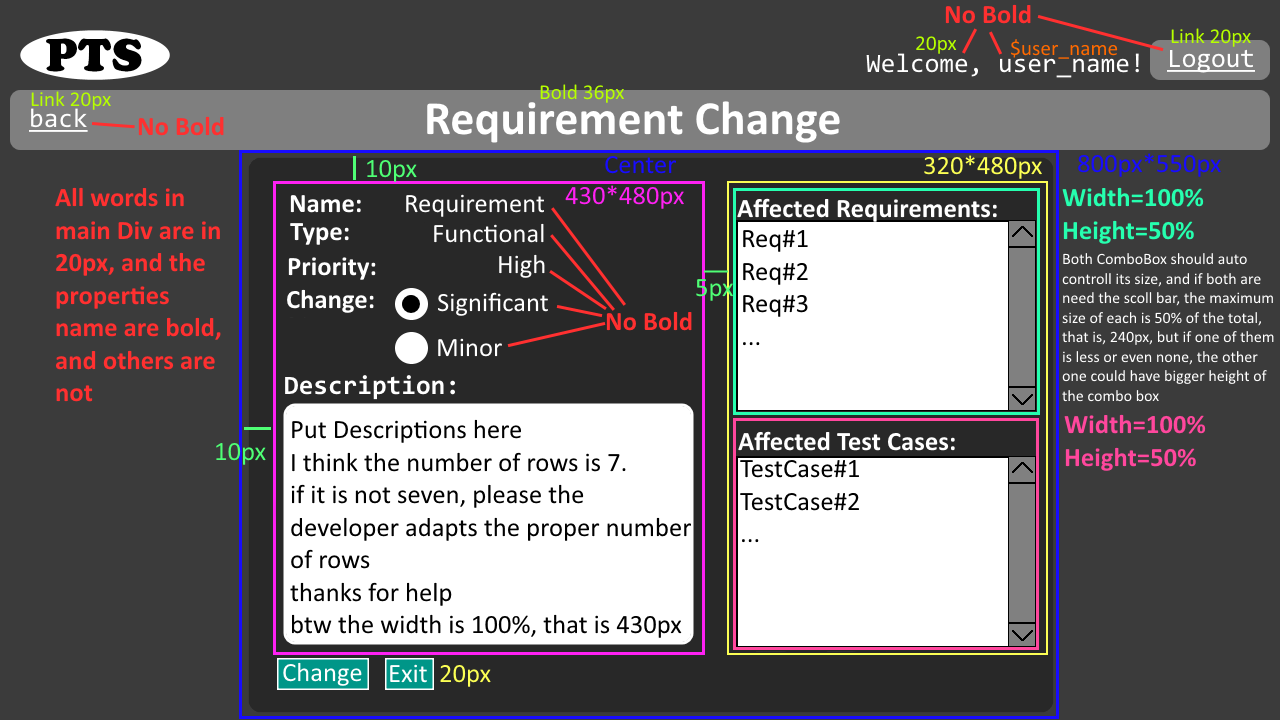 No Bold
PTS
20px
$user_name
Link 20px
Welcome, user_name!
Logout
Link 20px
Bold 36px
back
No Bold
Requirement Change
10px
Center
320*480px
800px*550px
All words in
main Div are in
20px, and the
properties
name are bold,
and others are
not
430*480px
Name:
Requirement
Type:
Functional
Priority:
High
Change:
Significant
Minor
No Bold
5px
Description:
10px
Put Descriptions here
I think the number of rows is 7.
if it is not seven, please the
developer adapts the proper number
of rows
thanks for help
btw the width is 100%, that is 430px
Change
Exit
20px
Affected Requirements:
Req#1
Req#2
Req#3
...
Affected Test Cases:
TestCase#1
TestCase#2
...
Width=100%
Height=50%
Both ComboBox should auto
controll its size, and if both are
need the scoll bar, the maximum
size of each is 50% of the total,
that is, 240px, but if one of them
is less or even none, the other
one could have bigger height of
the combo box
Width=100%
Height=50%